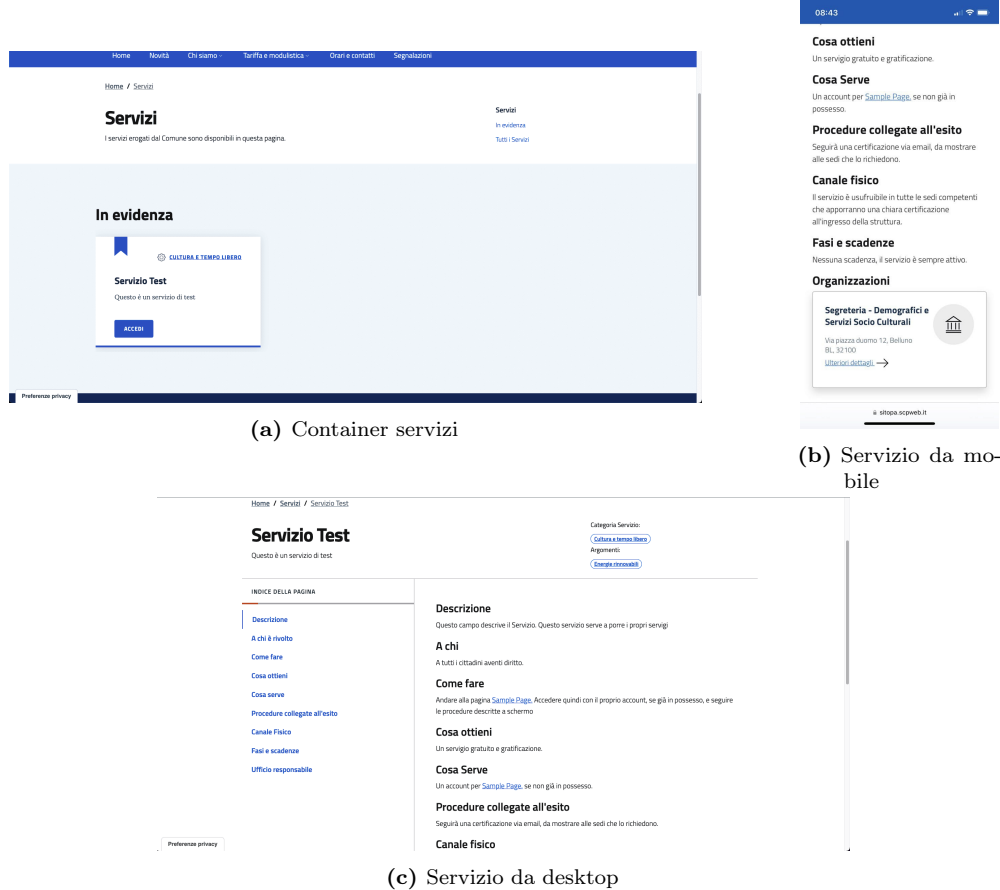 Home Novità Chi siamo Tariffa e modulistica Orari e contatti Segnalazioni
Home / Servizi
Servizi
I servizi erogati dal Comune sono disponibili in questa pagina.
Servizi
In evidenza
Tutti i Servizi
In evidenza
CULTURA E TEMPO LIBERO
Servizio Test
Questo è un servizio di test
ACCEDI
Preferenze privacy
(a) Container servizi
08:43
Cosa ottieni
Un servigio gratuito e gratificazione.
Cosa Serve
Un account per Sample Page, se non già in
possesso.
Procedure collegate all'esito
Seguirà una certificazione via email, da mostrare
alle sedi che lo richiedono.
Canale fisico
Il servizio è usufruibile in tutte le sedi competenti
che apporranno una chiara certificazione
all'ingresso della struttura.
Fasi e scadenze
Nessuna scadenza, il servizio è sempre attivo.
Organizzazioni
Segreteria - Demografici e
Servizi Socio Culturali
Via piazza duomo 12, Belluno
BL, 32100
Ulteriori dettagli
sitopa.scpweb.it
(b) Servizio da mo-
bile
Home / Servizi / Servizio Test
Servizio Test
Questo è un servizio di test
Categoria Servizio:
Cultura e tempo libero
Argomenti:
Energie rinnovabili
INDICE DELLA PAGINA
Descrizione
A chi è rivolto
Come fare
Cosa ottieni
Cosa serve
Procedure collegate all'esito
Canale Fisico
Fasi e scadenze
Ufficio responsabile
Descrizione
Questo campo descrive il Servizio. Questo servizio serve a porre i propri servigi
A chi
A tutti i cittadini aventi diritto.
Come fare
Andare alla pagina Sample Page. Accedere quindi con il proprio account, se già in possesso, e seguire
le procedure descritte a schermo
Cosa ottieni
Un servigio gratuito e gratificazione.
Cosa Serve
Un account per Sample Page, se non già in possesso.
Procedure collegate all'esito
Seguirà una certificazione via email, da mostrare alle sedi che lo richiedono.
Canale fisico
Preferenze privacy
(c) Servizio da desktop